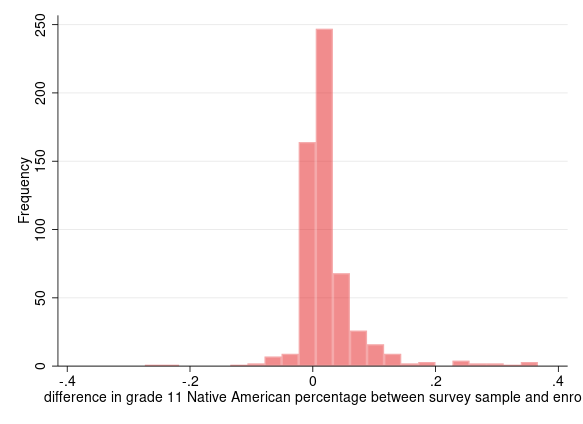 250
200
150
100
50
0
Frequency
-.4 -.2 0 .2 .4
difference in grade 11 Native American percentage between survey sample and enro